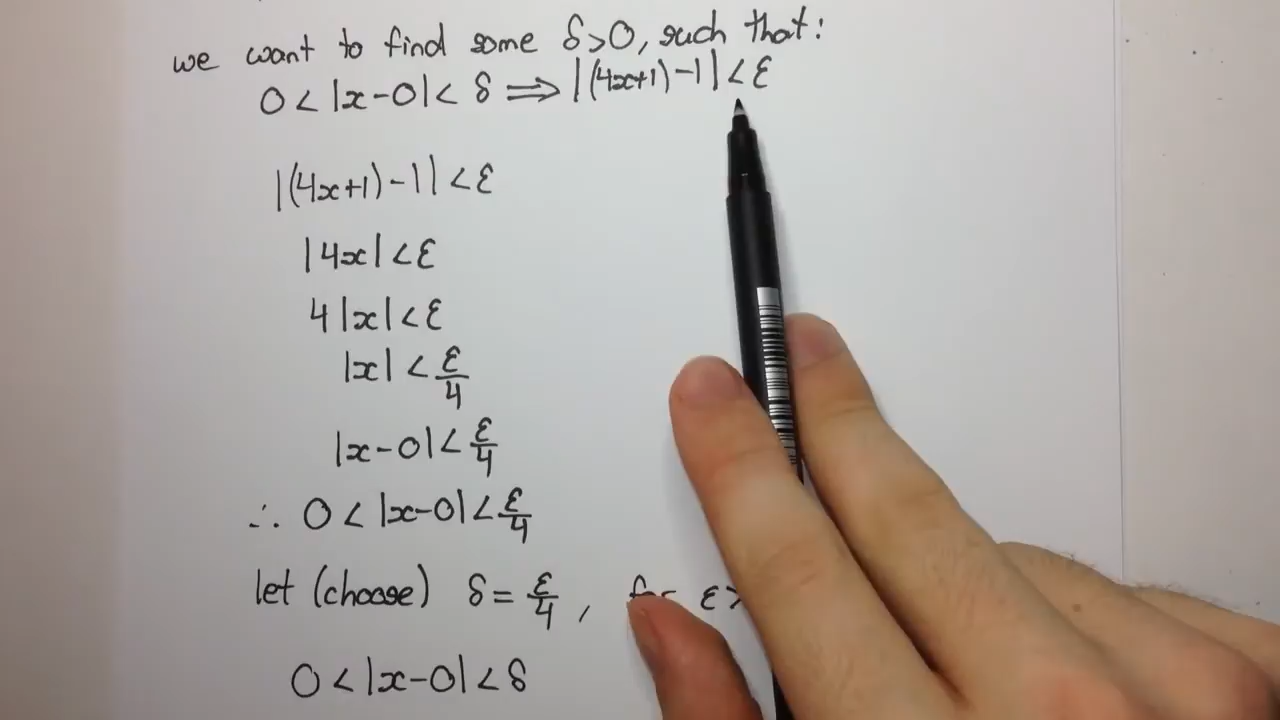 we want to find some δ>0, such that:
0 < |x-0| < δ ⟹ |(4x+1)-1| < ε
|(4x+1)-1| < ε
|4x| < ε
4|x| < ε
|x| < ε/4
|x-0| < ε/4
∴ 0 < |x-0| < ε/4
let (choose) δ = ε/4, for ε>
0 < |x-0| < δ